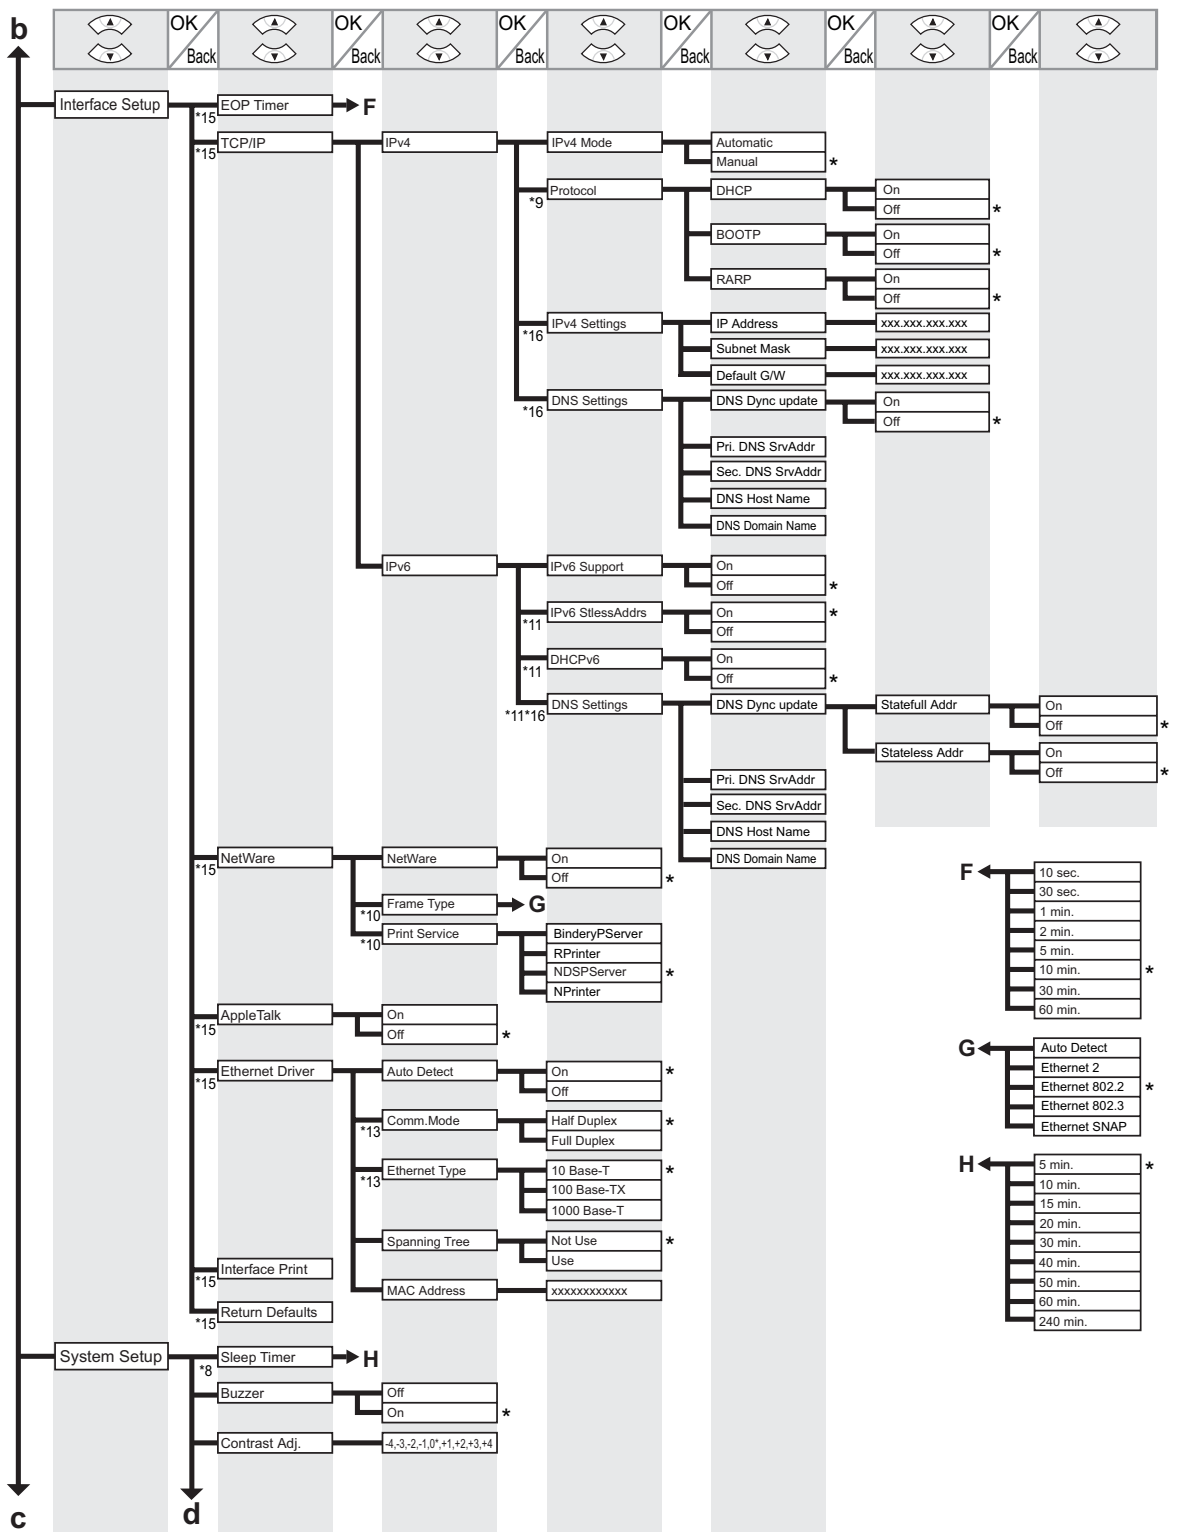 b
OK Back OK Back OK Back OK Back OK Back OK Back
Interface Setup *15 EOP Timer F
*15 TCP/IP IPv4 IPv4 Mode Automatic
Manual *
*9 Protocol DHCP On
Off *
BOOTP On
Off *
RARP On
Off *
*16 IPv4 Settings IP Address xxx.xxx.xxx.xxx
Subnet Mask xxx.xxx.xxx.xxx
Default G/W xxx.xxx.xxx.xxx
*16 DNS Settings DNS Dync update On
Off *
Pri. DNS SrvAddr
Sec. DNS SrvAddr
DNS Host Name
DNS Domain Name
IPv6 IPv6 Support On
Off *
*11 IPv6 StlessAddrs On *
Off
*11 DHCPv6 On
Off *
*11*16 DNS Settings DNS Dync update Statefull Addr On
Off *
Stateless Addr On
Off *
Pri. DNS SrvAddr
Sec. DNS SrvAddr
DNS Host Name
DNS Domain Name
*15 NetWare NetWare On
Off *
*10 Frame Type G
*10 Print Service BinderyPServer
RPrinter
NDSPServer *
NPrinter
*15 AppleTalk On
Off *
*15 Ethernet Driver Auto Detect On *
Off
*13 Comm.Mode Half Duplex *
Full Duplex
*13 Ethernet Type 10 Base-T *
100 Base-TX
1000 Base-T
Spanning Tree Not Use *
Use
MAC Address xxxxxxxxxxxx
*15 Interface Print
*15 Return Defaults
System Setup *8 Sleep Timer H
Buzzer Off
On *
Contrast Adj. -4,-3,-2,-1,0*,+1,+2,+3,+4
c d
F 10 sec.
30 sec.
1 min.
2 min.
5 min.
10 min. *
30 min.
60 min.
G Auto Detect
Ethernet 2
Ethernet 802.2 *
Ethernet 802.3
Ethernet SNAP
H 5 min. *
10 min.
15 min.
20 min.
30 min.
40 min.
50 min.
60 min.
240 min.